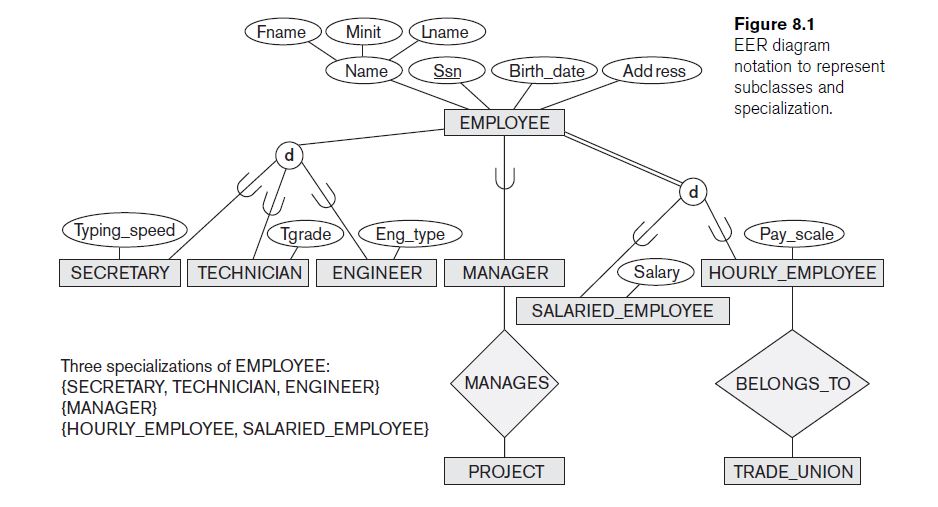 Fname
Minit
Lname
Name
Ssn
Birth_date
Address
EMPLOYEE
Figure 8.1
EER diagram
notation to represent
subclasses and
specialization.
d
d
Typing_speed
Tgrade
Eng_type
Pay_scale
SECRETARY
TECHNICIAN
ENGINEER
MANAGER
Salary
HOURLY_EMPLOYEE
SALARIED_EMPLOYEE
Three specializations of EMPLOYEE:
{SECRETARY, TECHNICIAN, ENGINEER}
{MANAGER}
{HOURLY_EMPLOYEE, SALARIED_EMPLOYEE}
MANAGES
BELONGS_TO
PROJECT
TRADE_UNION